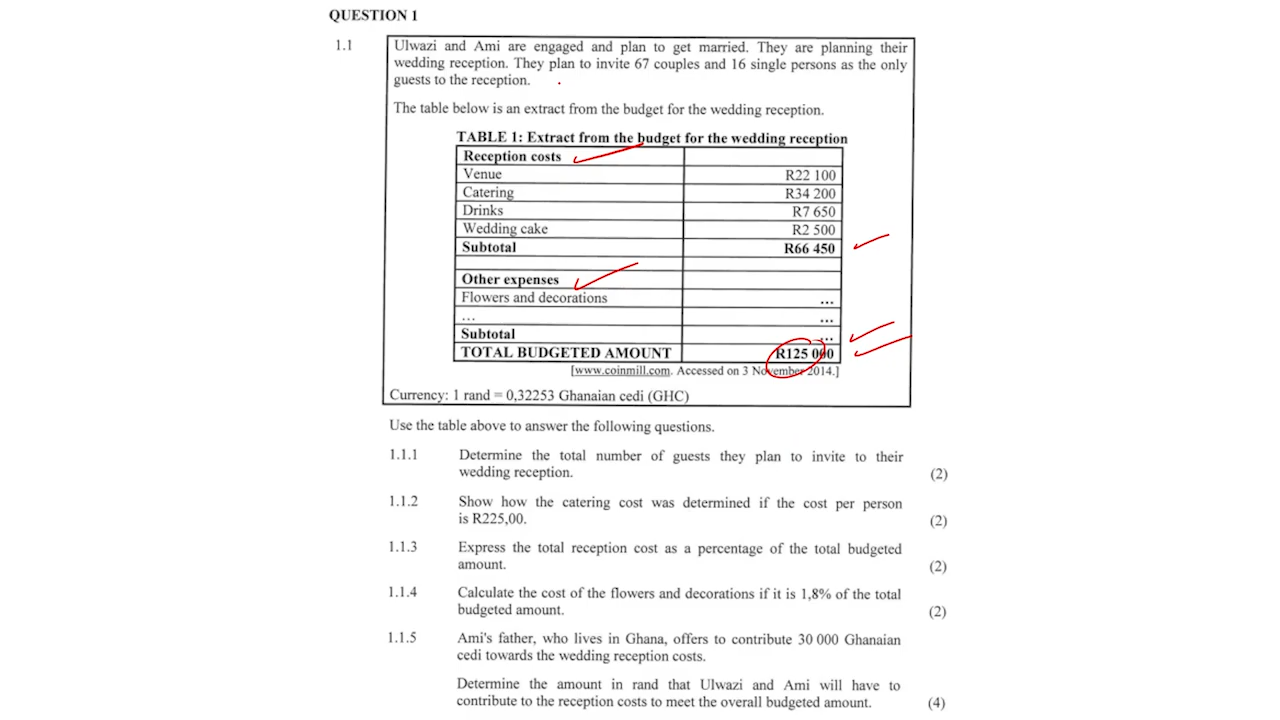 QUESTION 1
1.1
Ulwazi and Ami are engaged and plan to get married. They are planning their
wedding reception. They plan to invite 67 couples and 16 single persons as the only
guests to the reception.
The table below is an extract from the budget for the wedding reception.
TABLE 1: Extract from the budget for the wedding reception
Reception costs
Venue R22 100
Catering R34 200
Drinks R7 650
Wedding cake R2 500
Subtotal R66 450
Other expenses
Flowers and decorations ...
... ...
Subtotal ...
TOTAL BUDGETED AMOUNT R125 000
[www.coinmill.com. Accessed on 3 November 2014.]
Currency: 1 rand = 0,32253 Ghanaian cedi (GHC)
Use the table above to answer the following questions.
1.1.1 Determine the total number of guests they plan to invite to their
wedding reception. (2)
1.1.2 Show how the catering cost was determined if the cost per person
is R225,00. (2)
1.1.3 Express the total reception cost as a percentage of the total budgeted
amount. (2)
1.1.4 Calculate the cost of the flowers and decorations if it is 1,8% of the total
budgeted amount. (2)
1.1.5 Ami's father, who lives in Ghana, offers to contribute 30 000 Ghanaian
cedi towards the wedding reception costs.
Determine the amount in rand that Ulwazi and Ami will have to
contribute to the reception costs to meet the overall budgeted amount. (4)